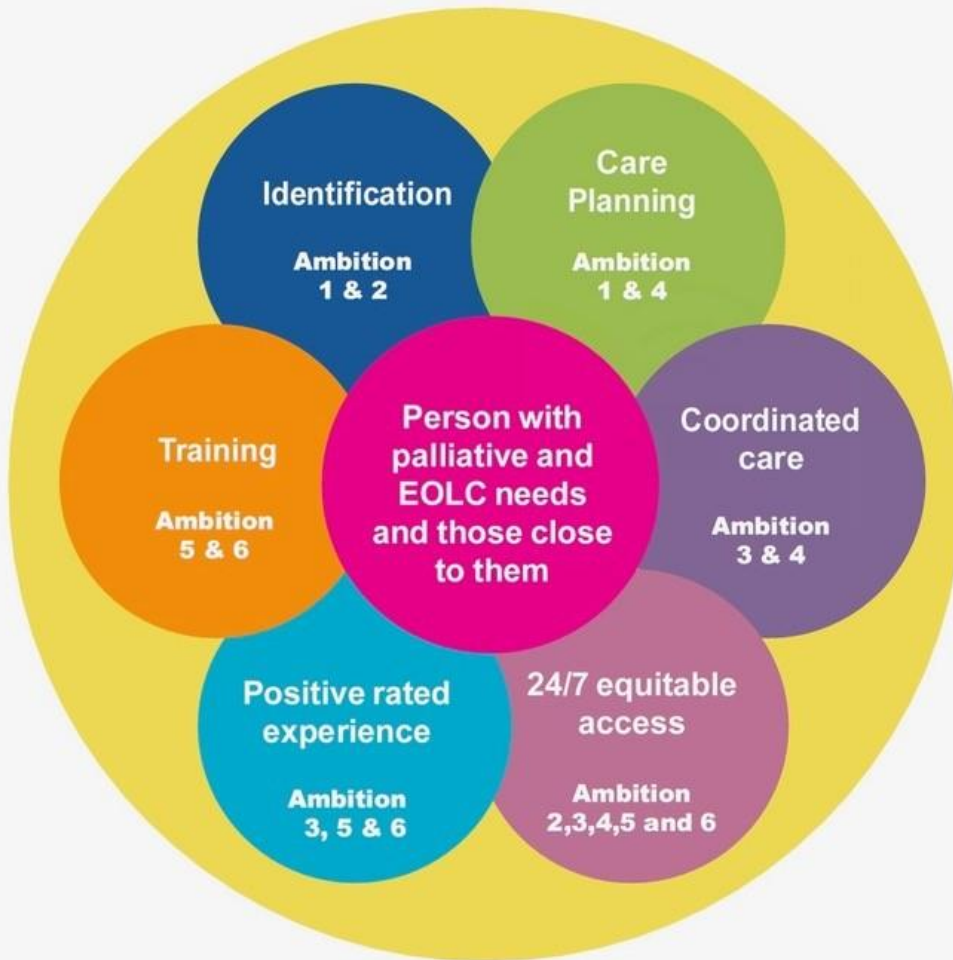 Identification
Ambition
1 & 2
Care
Planning
Ambition
1 & 4
Training
Ambition
5 & 6
Person with
palliative and
EOLC needs
and those close
to them
Coordinated
care
Ambition
3 & 4
Positive rated
experience
Ambition
3, 5 & 6
24/7 equitable
access
Ambition
2,3,4,5 and 6